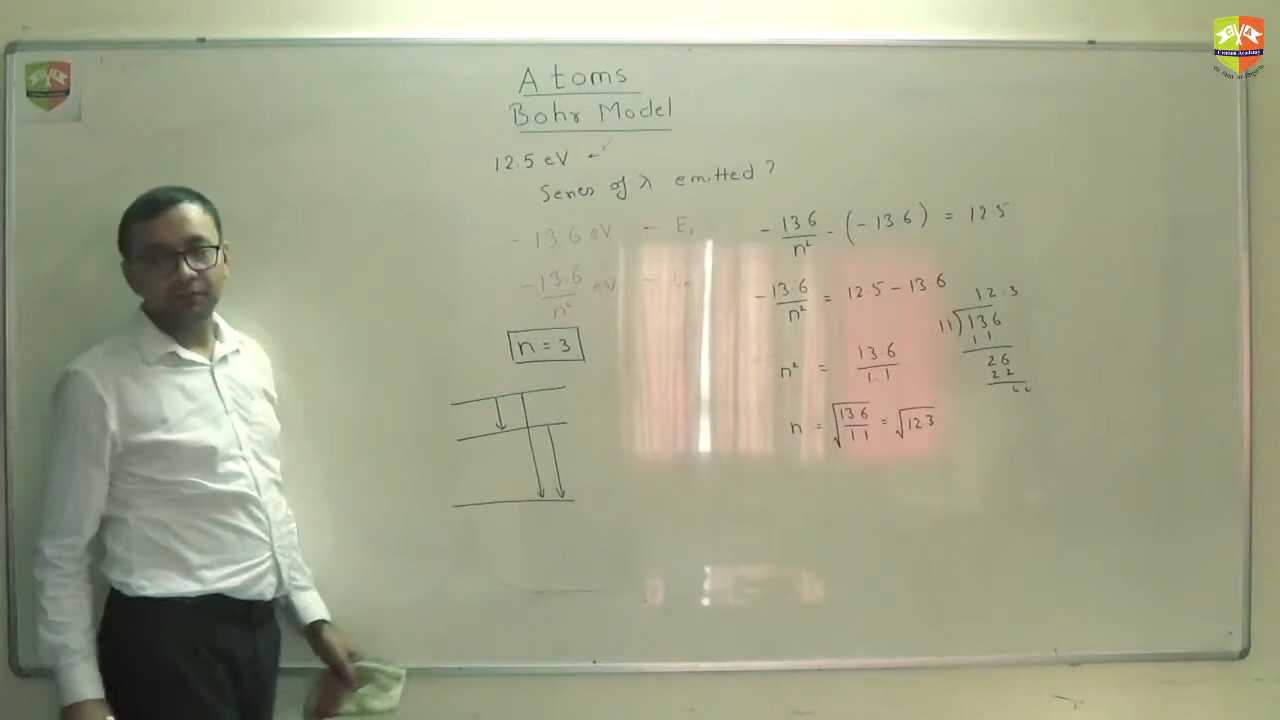 Atoms
Bohr Model
12.5 eV ← e⁻
Series of λ emitted ?
- 13 6 eV — E₁
-13 6 / n² eV — Eₙ
n = 3
- 13 6 / n² - (- 13 6) = 12 5
- 13 6 / n² = 12 5 - 13 6
n² = 13 6 / 1.1
n = √(13 6 / 1 1) = √12 3
12.3
11)136
11
26
22
Centum Academy